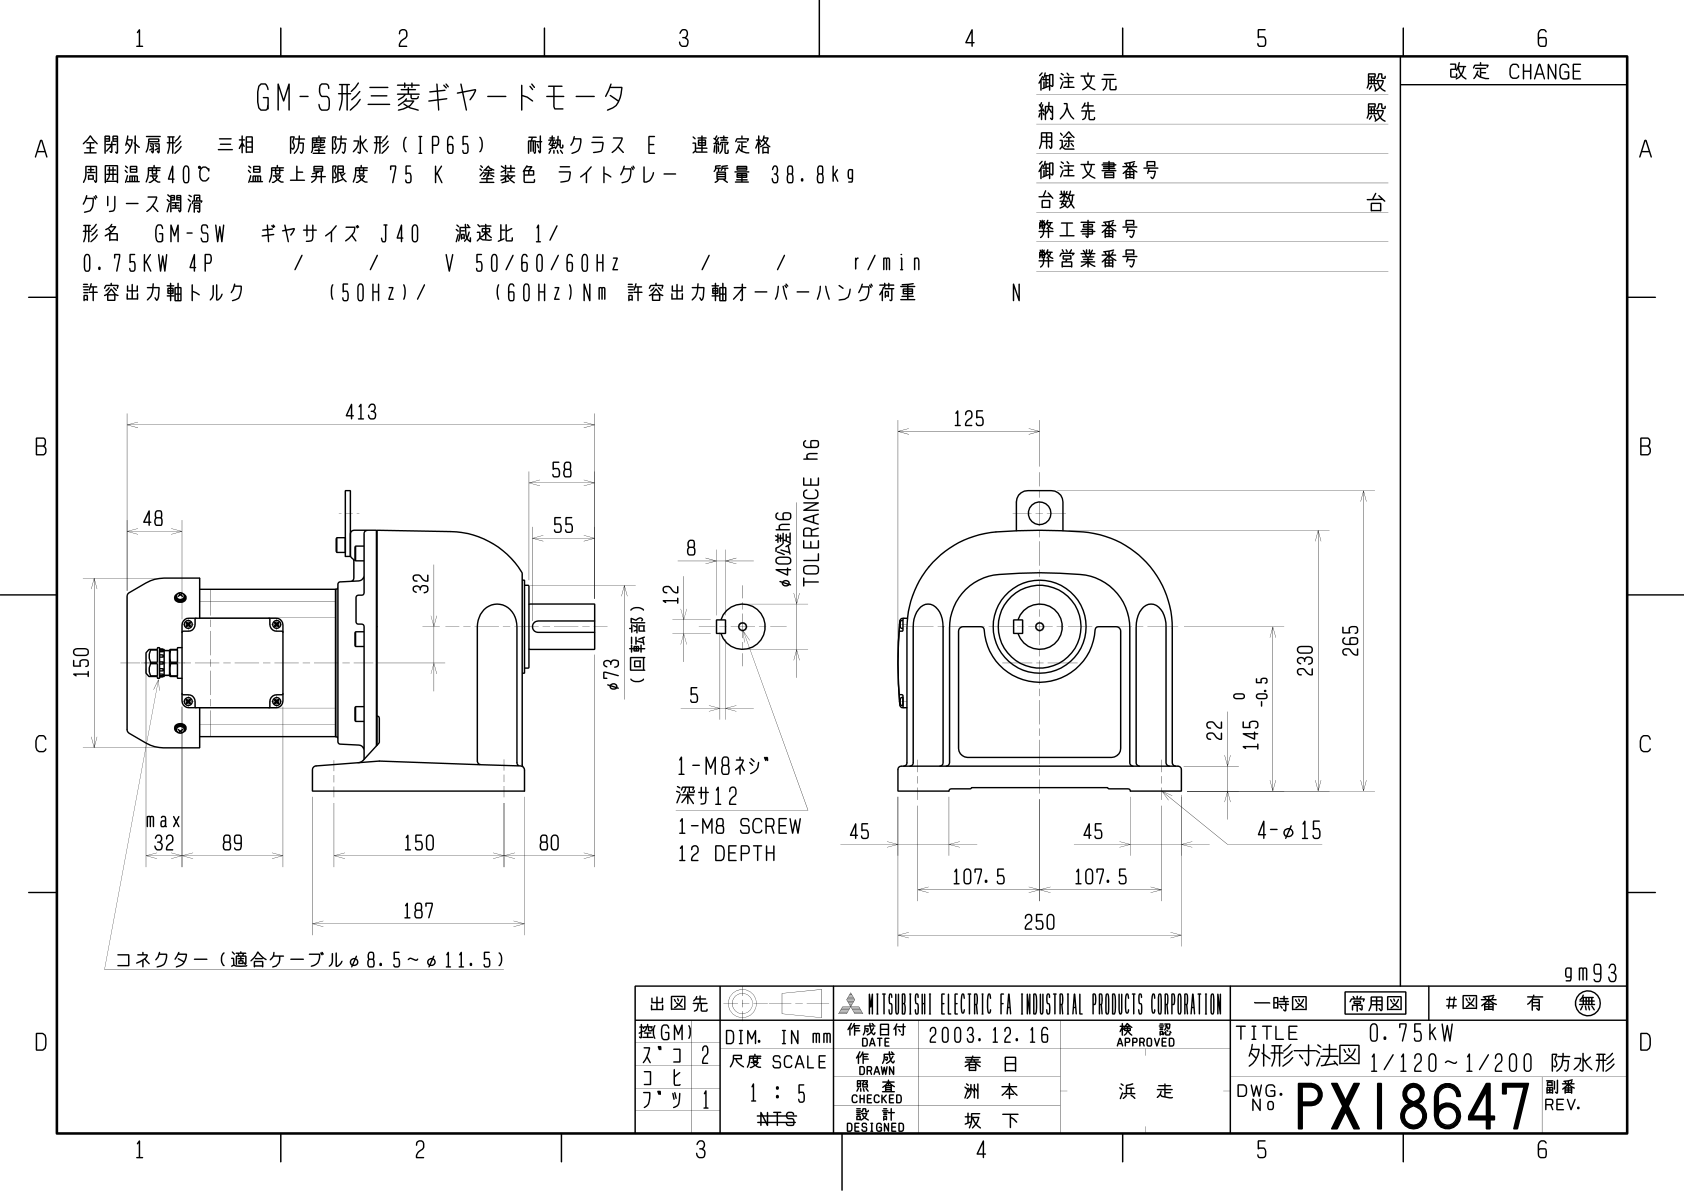 1 2 3 4 5 6
GM-S形三菱ギヤードモータ
全閉外扇形 三相 防塵防水形(IP65) 耐熱クラス E 連続定格
周囲温度40℃ 温度上昇限度 75 K 塗装色 ライトグレー 質量 38.8kg
グリース潤滑
形名 GM-SW ギヤサイズ J40 減速比 1/
0.75KW 4P / / V 50/60/60Hz / / r/min
許容出力軸トルク (50Hz)/ (60Hz)Nm 許容出力軸オーバーハング荷重 N
御注文元 殿
納入先 殿
用途
御注文書番号
台数 台
弊工事番号
弊営業番号
改定 CHANGE
A
B
C
D
A
B
C
D
413
58
55
48
32
150
φ73
(回転部)
max
32
89
150
80
187
コネクター(適合ケーブルφ8.5~φ11.5)
8
12
5
φ40公差h6
TOLERANCE h6
1-M8ネジ
深サ12
1-M8 SCREW
12 DEPTH
125
265
230
145 0 -0.5
22
45
45
4-φ15
107.5
107.5
250
gm93
出図先
控(GM)
ズコ 2
コヒ
ブツ 1
DIM. IN mm
尺度 SCALE
1 : 5
NTS
MITSUBISHI ELECTRIC FA INDUSTRIAL PRODUCTS CORPORATION
作成日付 DATE 2003.12.16
作成 DRAWN 春日
照査 CHECKED 洲本
設計 DESIGNED 坂下
検認 APPROVED
浜走
一時図 常用図 #図番 有 無
TITLE 0.75kW
外形寸法図 1/120~1/200 防水形
DWG. No PX18647 副番 REV.
1 2 3 4 5 6